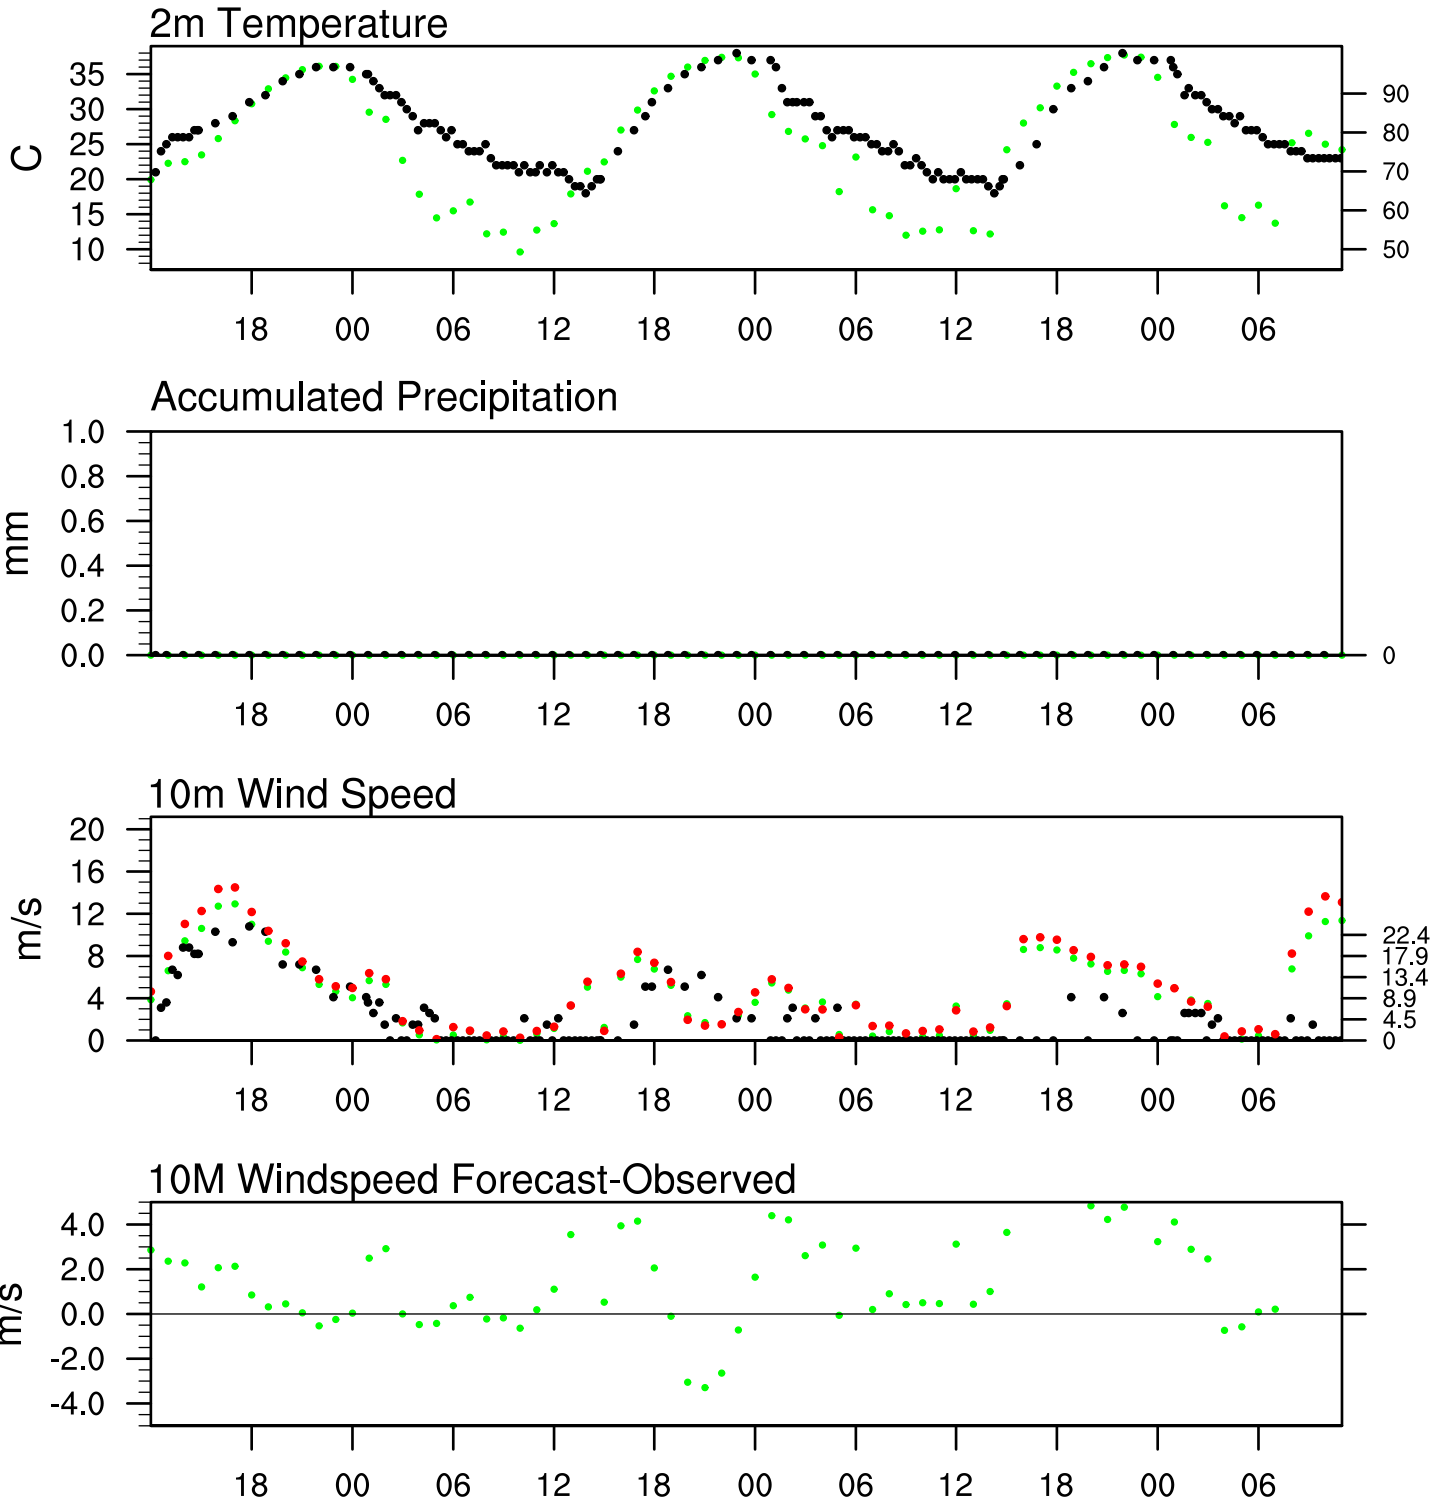 2m Temperature
35
30
25
20
15
10
C
90
80
70
60
50
18 00 06 12 18 00 06 12 18 00 06
Accumulated Precipitation
1.0
0.8
0.6
0.4
0.2
0.0
mm
0
18 00 06 12 18 00 06 12 18 00 06
10m Wind Speed
20
16
12
8
4
0
m/s
22.4
17.9
13.4
8.9
4.5
0
18 00 06 12 18 00 06 12 18 00 06
10M Windspeed Forecast-Observed
4.0
2.0
0.0
-2.0
-4.0
m/s
18 00 06 12 18 00 06 12 18 00 06